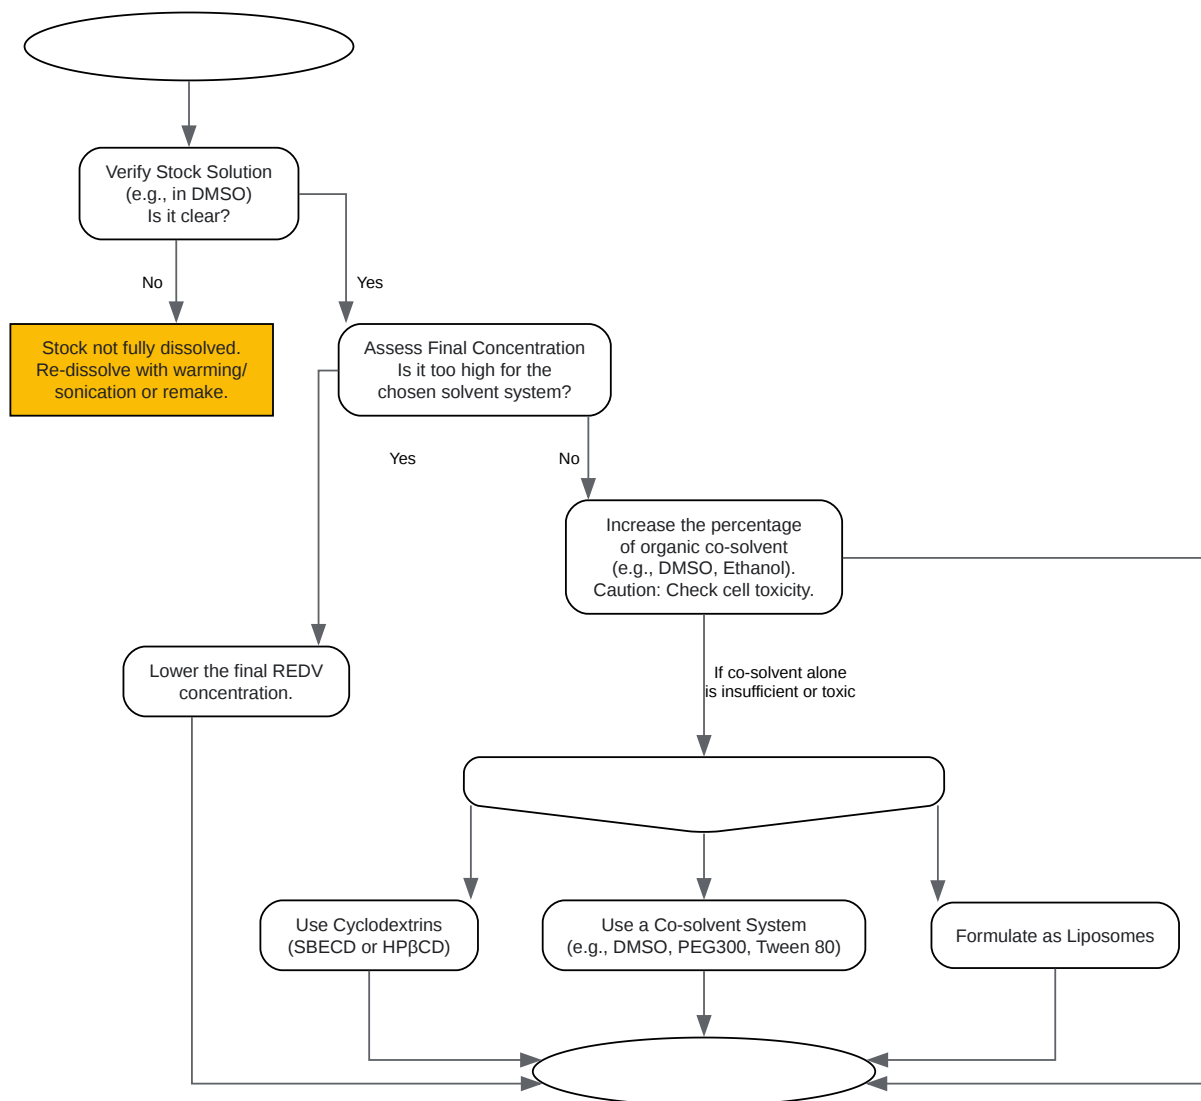 Verify Stock Solution
(e.g., in DMSO)
Is it clear?
No
Yes
Stock not fully dissolved.
Re-dissolve with warming/
sonication or remake.
Assess Final Concentration
Is it too high for the
chosen solvent system?
Yes
No
Increase the percentage
of organic co-solvent
(e.g., DMSO, Ethanol).
Caution: Check cell toxicity.
Lower the final REDV
concentration.
If co-solvent alone
is insufficient or toxic
Use Cyclodextrins
(SBECD or HPβCD)
Use a Co-solvent System
(e.g., DMSO, PEG300, Tween 80)
Formulate as Liposomes